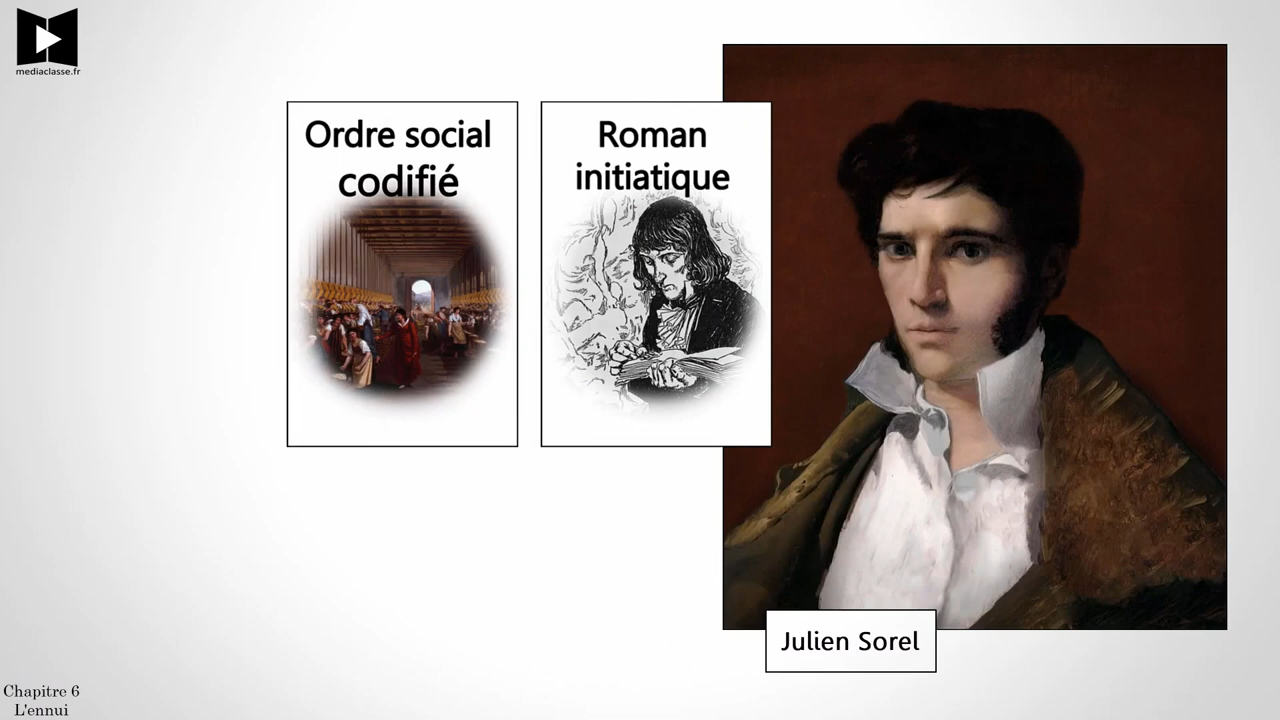 mediaclasse.fr
Ordre social
codifié
Roman
initiatique
Julien Sorel
Chapitre 6
L'ennui